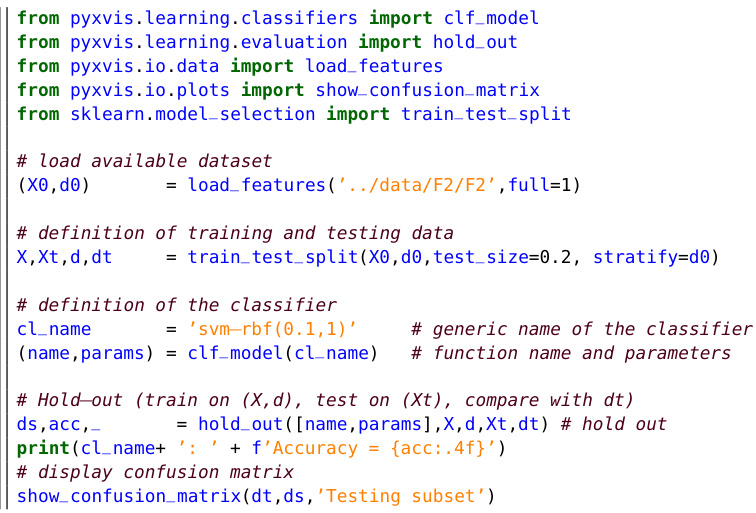 from pyxvis.learning.classifiers import clf_model
from pyxvis.learning.evaluation import hold_out
from pyxvis.io.data import load_features
from pyxvis.io.plots import show_confusion_matrix
from sklearn.model_selection import train_test_split

# load available dataset
(X0,d0)       = load_features(’../data/F2/F2’,full=1)

# definition of training and testing data
X,Xt,d,dt     = train_test_split(X0,d0,test_size=0.2, stratify=d0)

# definition of the classifier
cl_name       = ’svm−rbf(0.1,1)’     # generic name of the classifier
(name,params) = clf_model(cl_name)   # function name and parameters

# Hold−out (train on (X,d), test on (Xt), compare with dt)
ds,acc,_       = hold_out([name,params],X,d,Xt,dt) # hold out
print(cl_name+ ’: ’ + f’Accuracy = {acc:.4f}’)
# display confusion matrix
show_confusion_matrix(dt,ds,’Testing subset’)